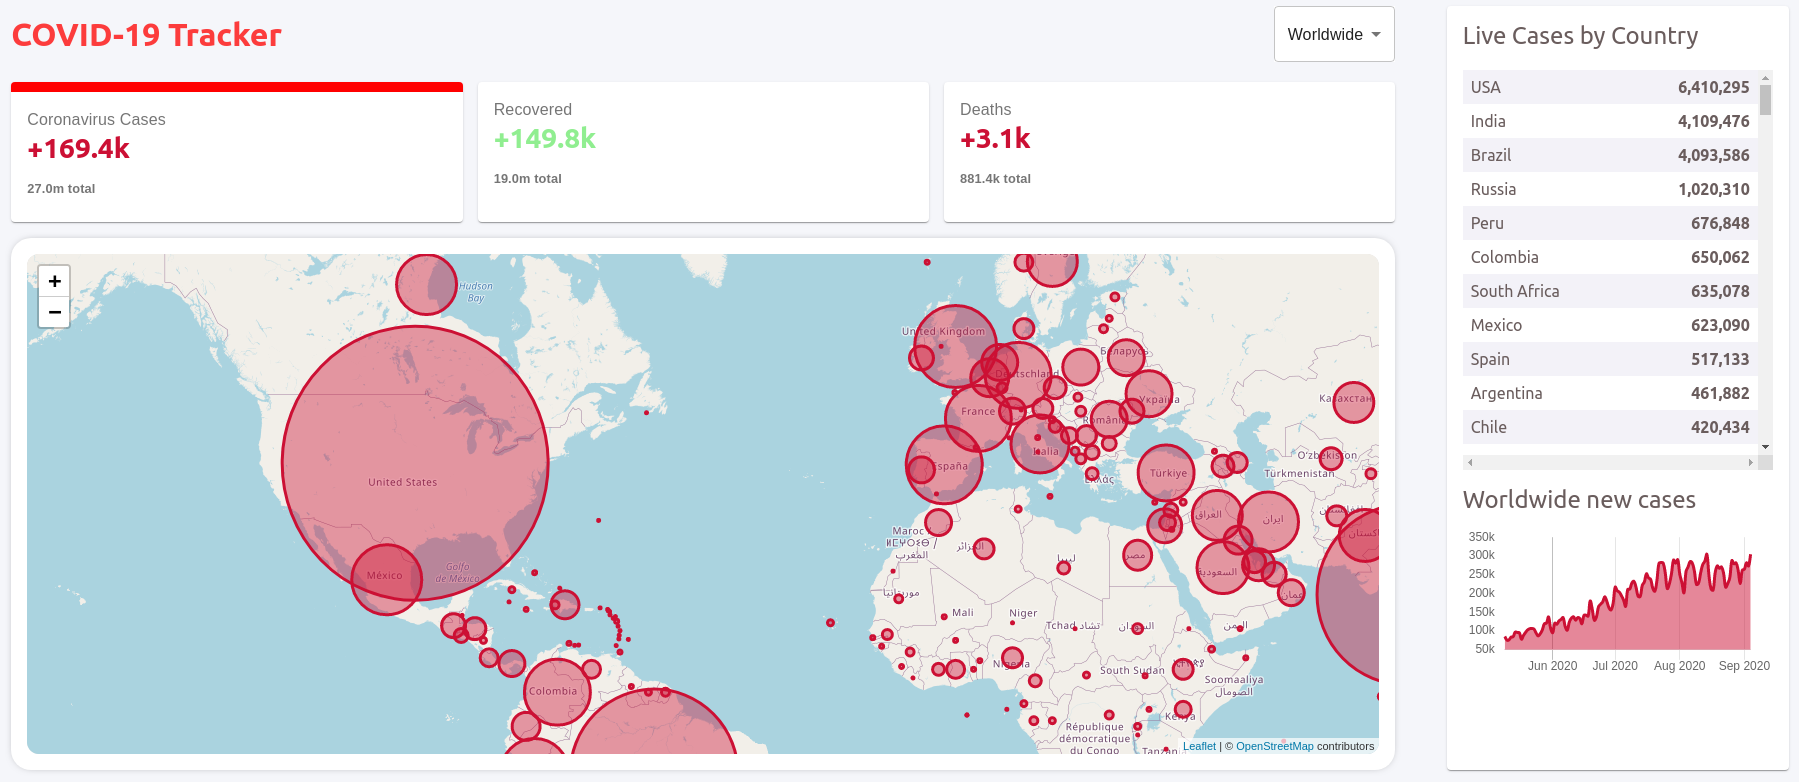 COVID-19 Tracker
Worldwide
Coronavirus Cases
+169.4k
27.0m total
Recovered
+149.8k
19.0m total
Deaths
+3.1k
881.4k total
+
−
Hudson
Bay
United Kingdom
Беларусь
Deutschland
Україна
Казахстан
France
România
Italia
España
Ελλάς
Türkiye
Oʻzbekiston
Türkmenistan
United States
Maroc
ⵍⵎⵖⵔⵉⴱ /
المغرب
الجزائر
ليبيا
مصر
العراق
ایران
السعودية
عمان
Golfo
de México
México
موريتانيا
Mali
Niger
Tchad تشاد
السودان
اليمن
Nigeria
South Sudan
Soomaaliya
الصومال
Colombia
Kenya
République
démocratique
du Congo
Leaflet | © OpenStreetMap contributors
Live Cases by Country
USA 6,410,295
India 4,109,476
Brazil 4,093,586
Russia 1,020,310
Peru 676,848
Colombia 650,062
South Africa 635,078
Mexico 623,090
Spain 517,133
Argentina 461,882
Chile 420,434
Worldwide new cases
350k
300k
250k
200k
150k
100k
50k
Jun 2020 Jul 2020 Aug 2020 Sep 2020